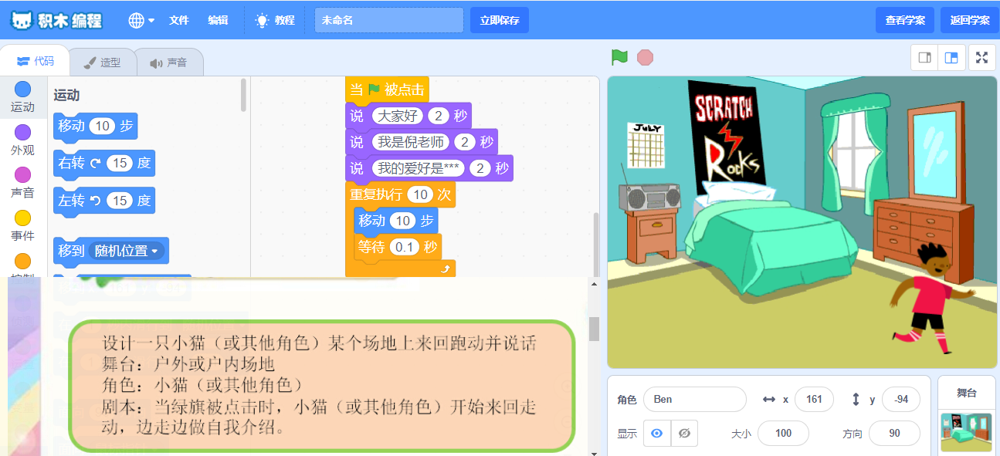 积木编程
文件
编辑
教程
未命名
立即保存
查看学案
返回学案
代码
造型
声音
运动
外观
声音
事件
运动
移动 10 步
右转 15 度
左转 15 度
移到 随机位置
当 被点击
说 大家好 2 秒
说 我是倪老师 2 秒
说 我的爱好是*** 2 秒
重复执行 10 次
移动 10 步
等待 0.1 秒
JULY
SCRATCH
Rocks
设计一只小猫（或其他角色）某个场地上来回跑动并说话
舞台：户外或户内场地
角色：小猫（或其他角色）
剧本：当绿旗被点击时，小猫（或其他角色）开始来回走
动，边走边做自我介绍。
角色 Ben x 161 y -94
显示 大小 100 方向 90
舞台